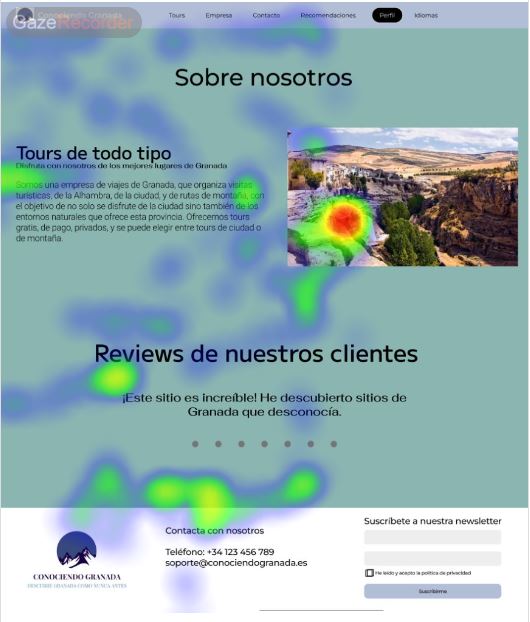 GazeRecorder
Conociendo Granada
Tours Empresa Contacto Recomendaciones Perfil Idiomas
Sobre nosotros
Tours de todo tipo
Disfruta con nosotros de los mejores lugares de Granada
Somos una empresa de viajes de Granada, que organiza visitas
turísticas, de la Alhambra, de la ciudad, y de rutas de montaña, con
el objetivo de no solo se disfrute de la ciudad sino también de los
entornos naturales que ofrece esta provincia. Ofrecemos tours
gratis, de pago, privados, y se puede elegir entre tours de ciudad o
de montaña.
Reviews de nuestros clientes
¡Este sitio es increíble! He descubierto sitios de
Granada que desconocía.
CONOCIENDO GRANADA
DESCUBRE GRANADA COMO NUNCA ANTES
Contacta con nosotros
Teléfono: +34 123 456 789
soporte@conociendogranada.es
Suscríbete a nuestra newsletter
He leído y acepto la política de privacidad
Suscribirme